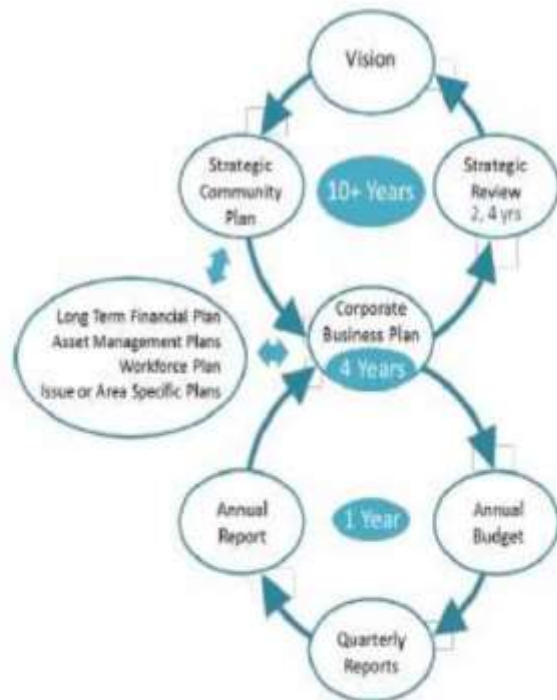 Vision
Strategic
Community
Plan
10+ Years
Strategic
Review
2, 4 yrs
Long Term Financial Plan
Asset Management Plans
Workforce Plan
Issue or Area Specific Plans
Corporate
Business Plan
4 Years
Annual
Report
1 Year
Annual
Budget
Quarterly
Reports